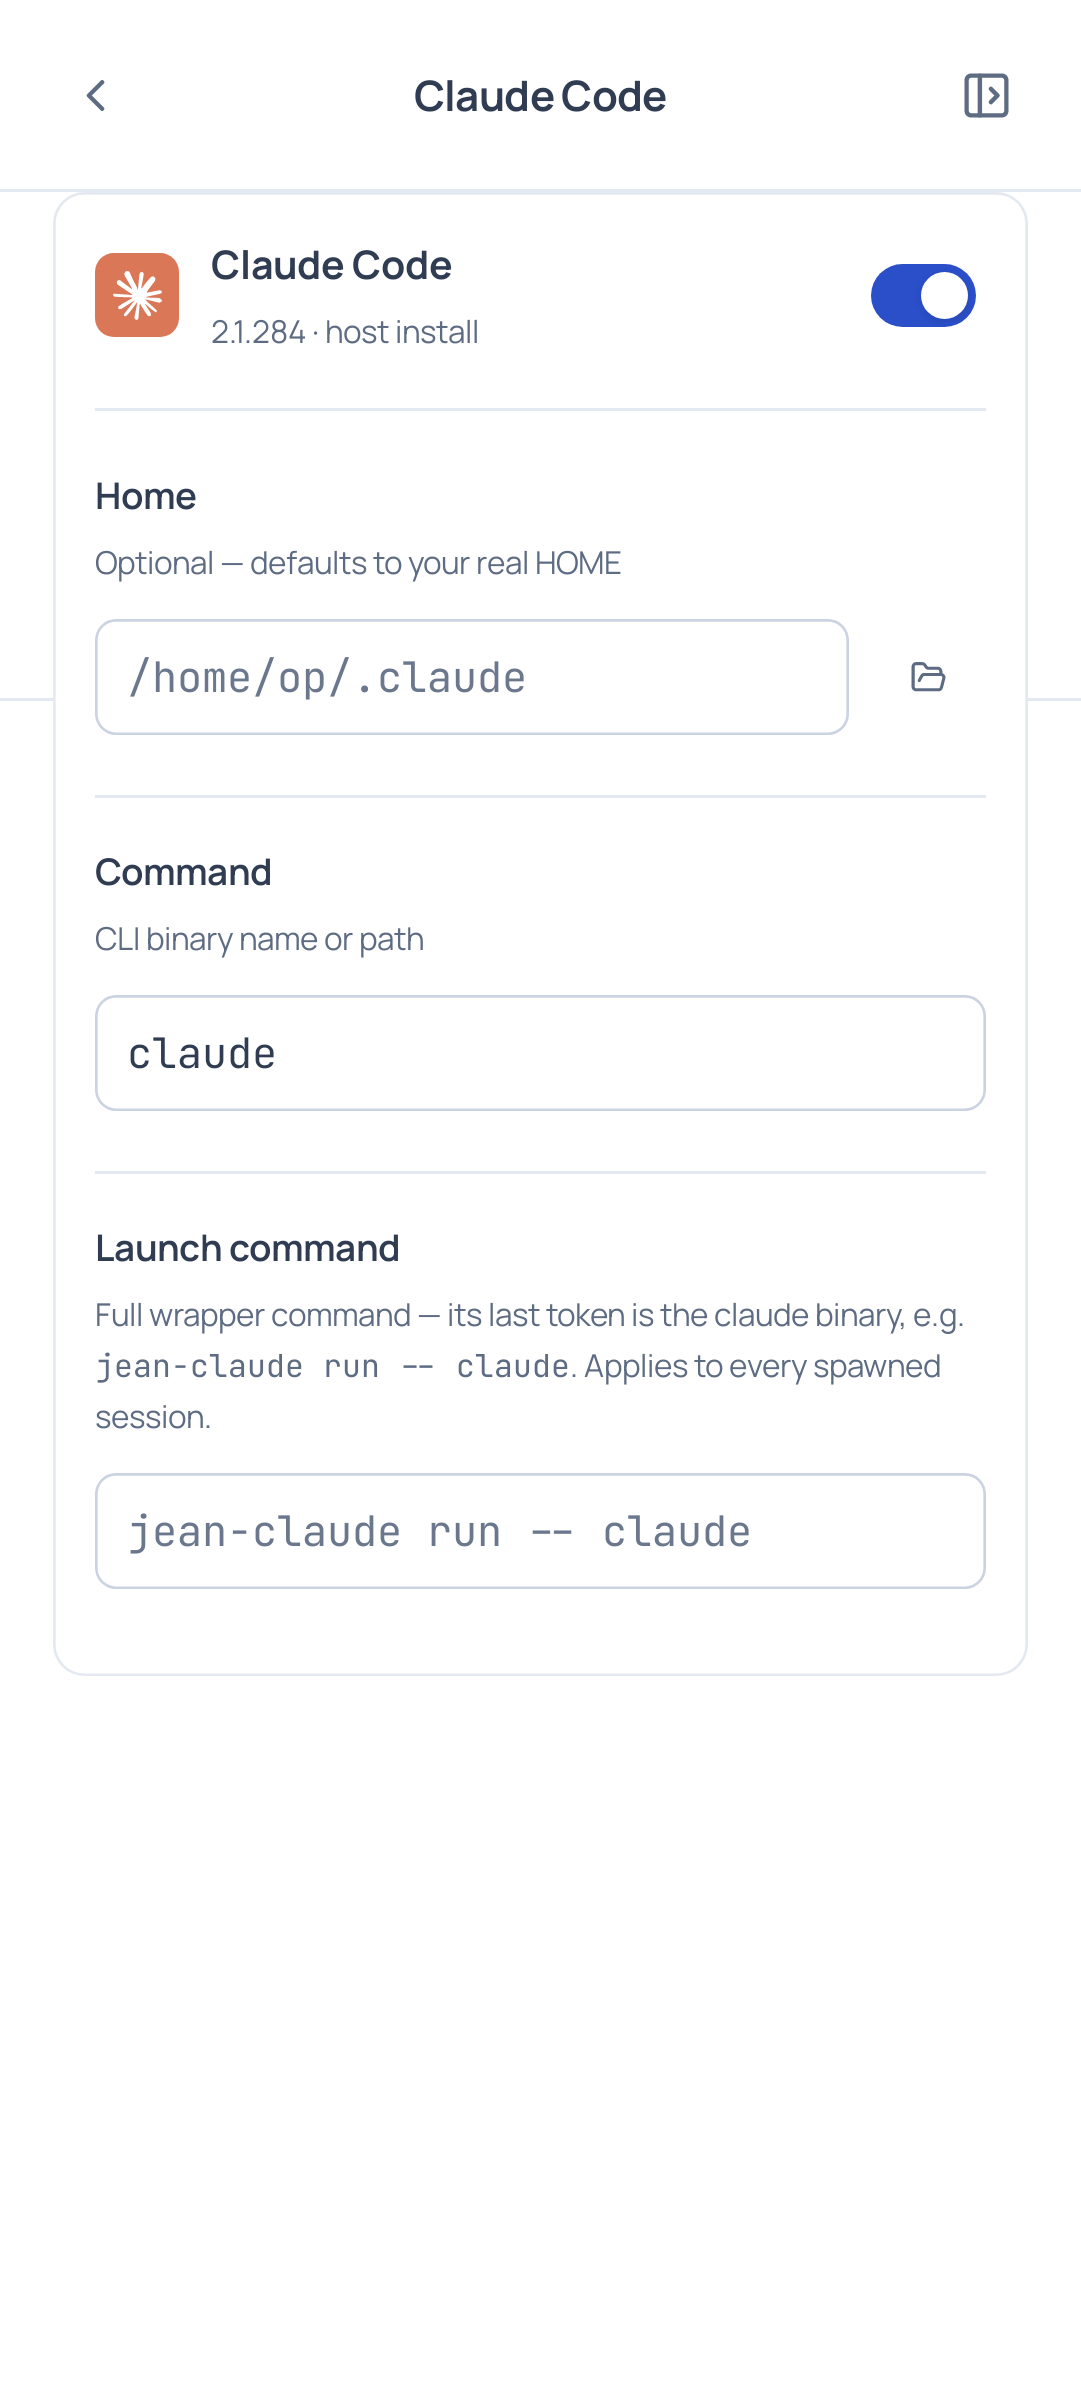 Claude Code
Claude Code
2.1.284 · host install
Home
Optional — defaults to your real HOME
/home/op/.claude
Command
CLI binary name or path
claude
Launch command
Full wrapper command — its last token is the claude binary, e.g.
jean-claude run -- claude. Applies to every spawned
session.
jean-claude run -- claude